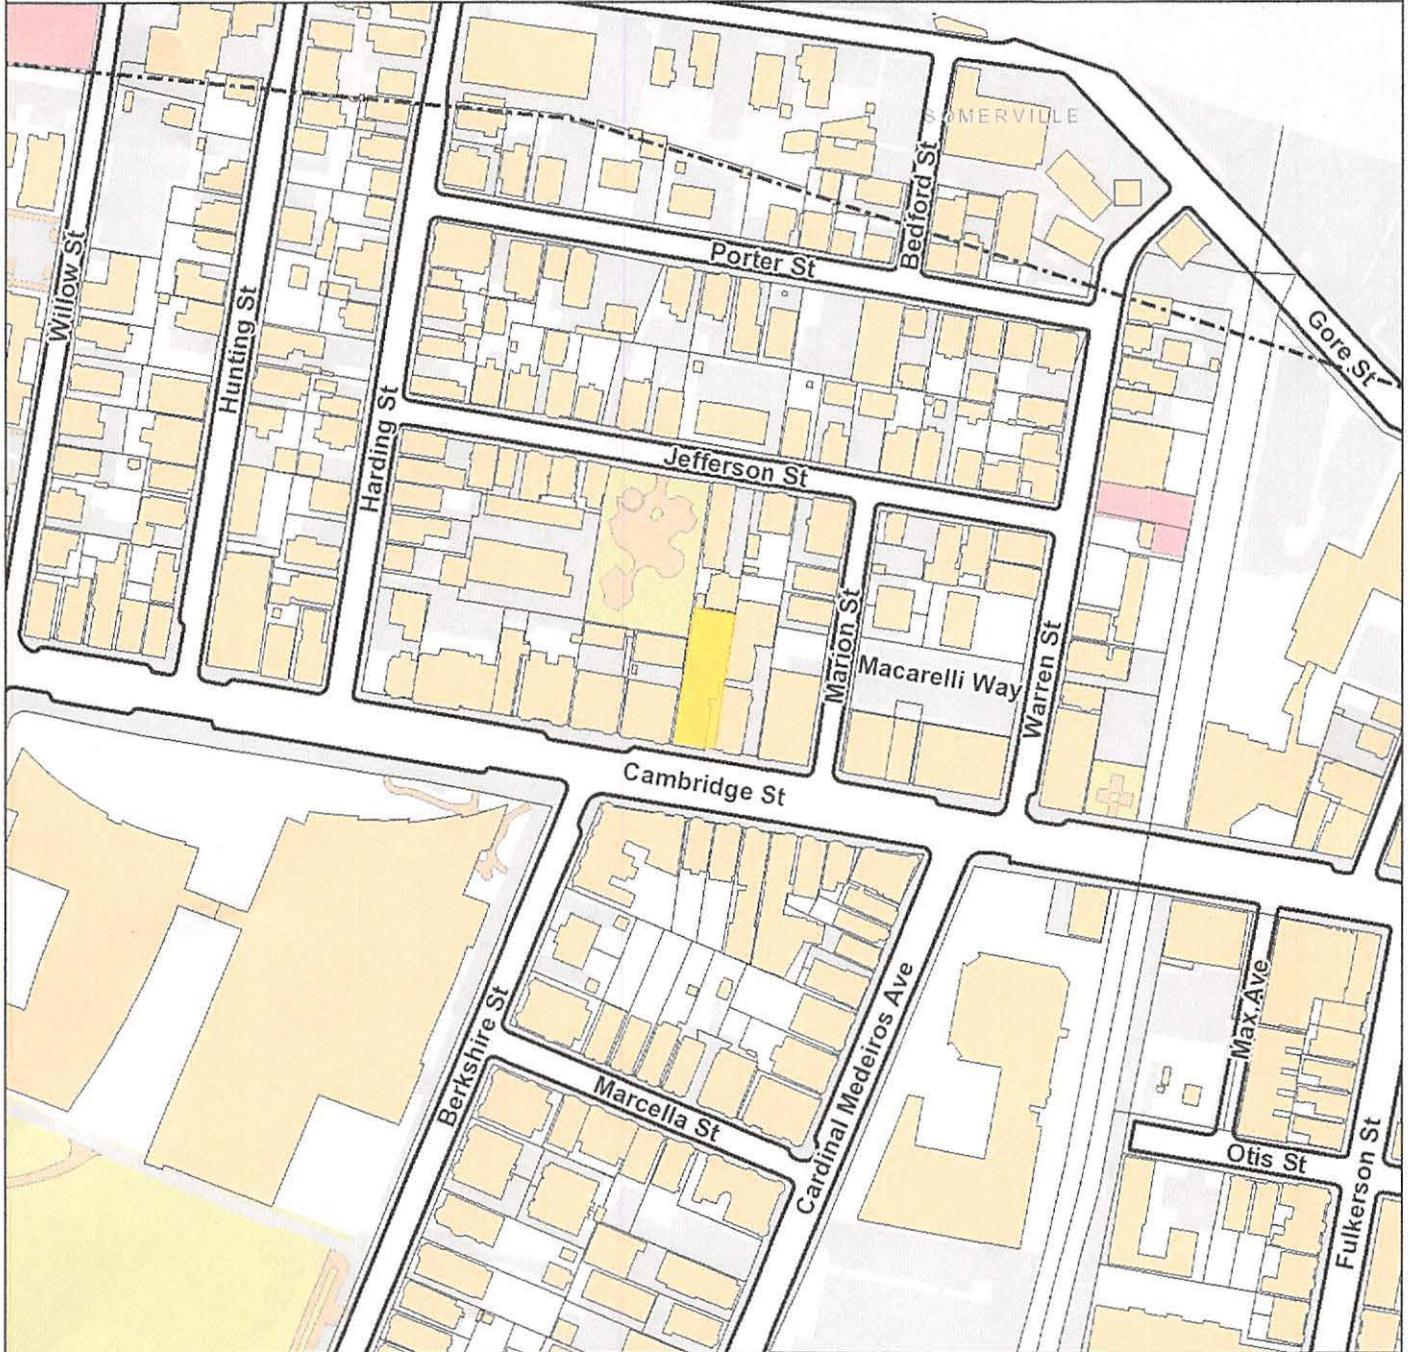 SOMERVILLE
Bedford St
Porter St
Willow St
Hunting St
Harding St
Gore St
Jefferson St
Marion St
Macarelli Way
Warren St
Cambridge St
Berkshire St
Marcella St
Cardinal Medeiros Ave
Max Ave
Otis St
Fulkerson St